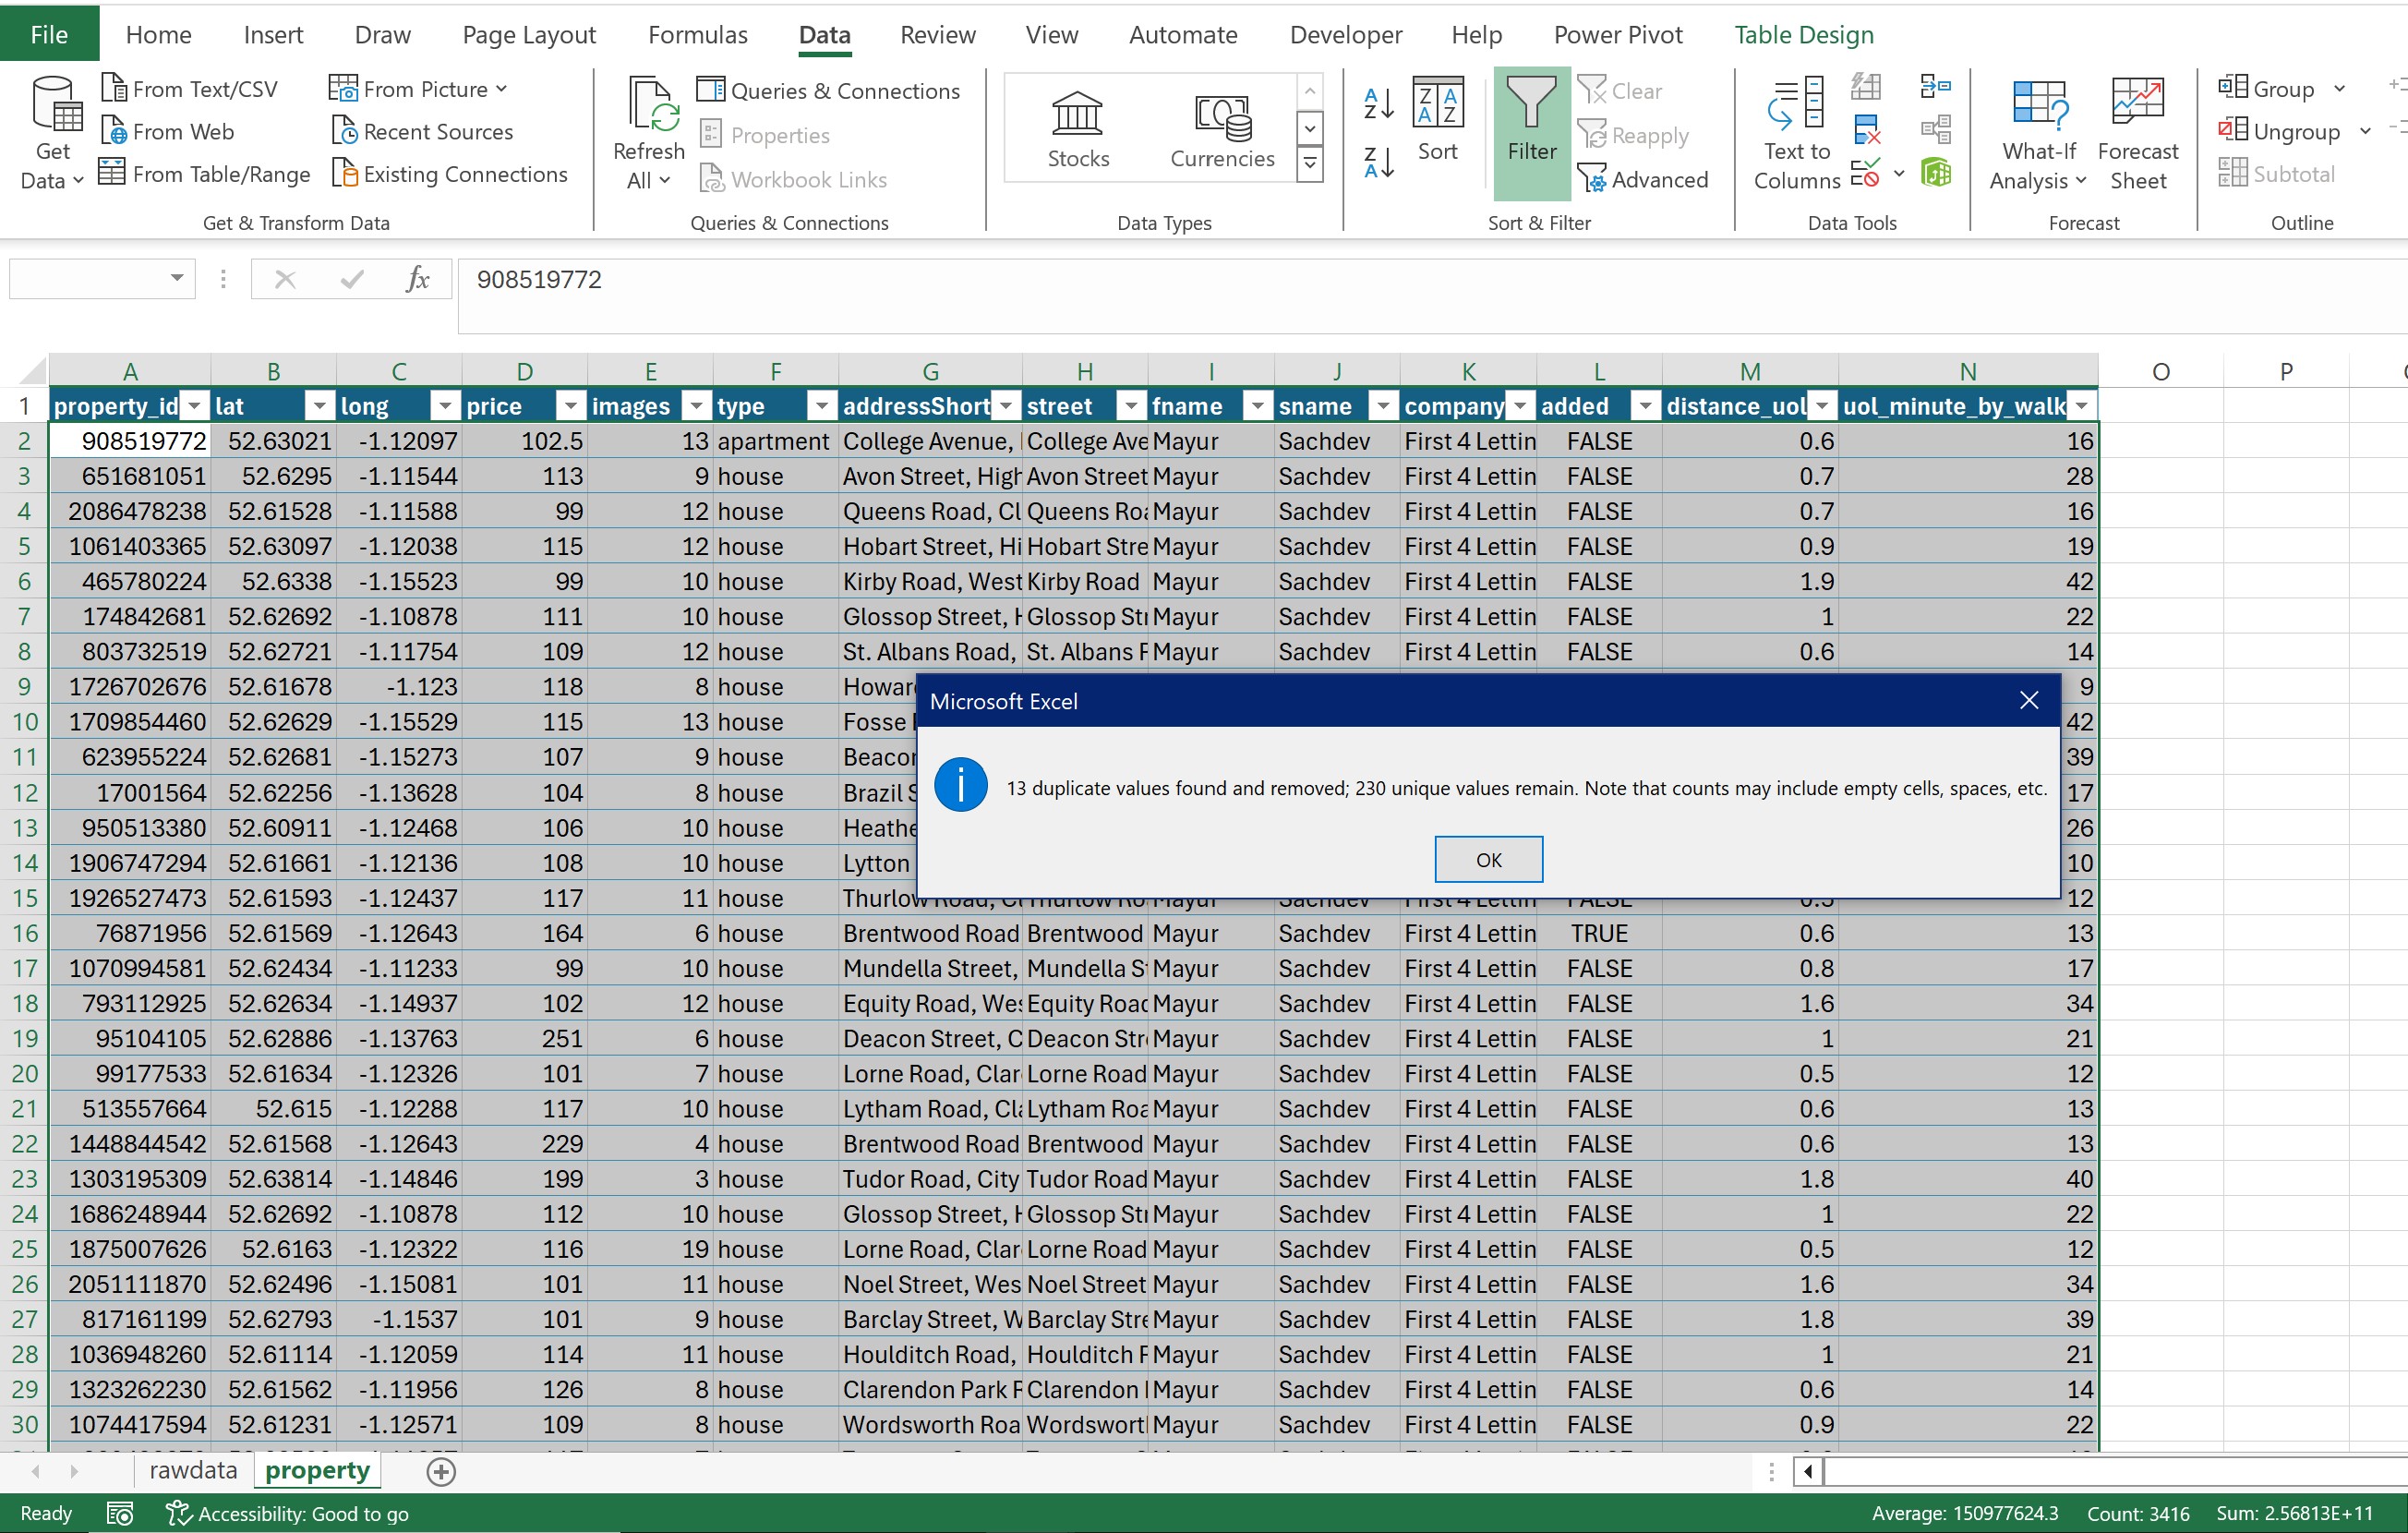 File Home Insert Draw Page Layout Formulas Data Review View Automate Developer Help Power Pivot Table Design
Get Data
From Text/CSV
From Web
From Table/Range
From Picture
Recent Sources
Existing Connections
Get & Transform Data
Refresh All
Queries & Connections
Properties
Workbook Links
Queries & Connections
Stocks
Currencies
Data Types
Sort
Filter
Clear
Reapply
Advanced
Sort & Filter
Text to Columns
Data Tools
What-If Analysis
Forecast Sheet
Forecast
Group
Ungroup
Subtotal
Outline
fx 908519772
A B C D E F G H I J K L M N O P
1 property_id lat long price images type addressShort street fname sname company added distance_uol uol_minute_by_walk
2 908519772 52.63021 -1.12097 102.5 13 apartment College Avenue, College Ave Mayur Sachdev First 4 Lettin FALSE 0.6 16
3 651681051 52.6295 -1.11544 113 9 house Avon Street, High Avon Street Mayur Sachdev First 4 Lettin FALSE 0.7 28
4 2086478238 52.61528 -1.11588 99 12 house Queens Road, Cl Queens Roa Mayur Sachdev First 4 Lettin FALSE 0.7 16
5 1061403365 52.63097 -1.12038 115 12 house Hobart Street, Hi Hobart Stre Mayur Sachdev First 4 Lettin FALSE 0.9 19
6 465780224 52.6338 -1.15523 99 10 house Kirby Road, West Kirby Road Mayur Sachdev First 4 Lettin FALSE 1.9 42
7 174842681 52.62692 -1.10878 111 10 house Glossop Street, H Glossop Str Mayur Sachdev First 4 Lettin FALSE 1 22
8 803732519 52.62721 -1.11754 109 12 house St. Albans Road, St. Albans R Mayur Sachdev First 4 Lettin FALSE 0.6 14
9 1726702676 52.61678 -1.123 118 8 house Howar 9
10 1709854460 52.62629 -1.15529 115 13 house Fosse 42
11 623955224 52.62681 -1.15273 107 9 house Beacon 39
12 17001564 52.62256 -1.13628 104 8 house Brazil S 17
13 950513380 52.60911 -1.12468 106 10 house Heathe 26
14 1906747294 52.61661 -1.12136 108 10 house Lytton 10
15 1926527473 52.61593 -1.12437 117 11 house Thurlow Road, Cl Thurlow Ro Mayur Sachdev First 4 Lettin FALSE 0.5 12
16 76871956 52.61569 -1.12643 164 6 house Brentwood Road Brentwood Mayur Sachdev First 4 Lettin TRUE 0.6 13
17 1070994581 52.62434 -1.11233 99 10 house Mundella Street, Mundella St Mayur Sachdev First 4 Lettin FALSE 0.8 17
18 793112925 52.62634 -1.14937 102 12 house Equity Road, Wes Equity Road Mayur Sachdev First 4 Lettin FALSE 1.6 34
19 95104105 52.62886 -1.13763 251 6 house Deacon Street, C Deacon Stre Mayur Sachdev First 4 Lettin FALSE 1 21
20 99177533 52.61634 -1.12326 101 7 house Lorne Road, Clar Lorne Road Mayur Sachdev First 4 Lettin FALSE 0.5 12
21 513557664 52.615 -1.12288 117 10 house Lytham Road, Cla Lytham Roa Mayur Sachdev First 4 Lettin FALSE 0.6 13
22 1448844542 52.61568 -1.12643 229 4 house Brentwood Road Brentwood Mayur Sachdev First 4 Lettin FALSE 0.6 13
23 1303195309 52.63814 -1.14846 199 3 house Tudor Road, City Tudor Road Mayur Sachdev First 4 Lettin FALSE 1.8 40
24 1686248944 52.62692 -1.10878 112 10 house Glossop Street, H Glossop Str Mayur Sachdev First 4 Lettin FALSE 1 22
25 1875007626 52.6163 -1.12322 116 19 house Lorne Road, Clar Lorne Road Mayur Sachdev First 4 Lettin FALSE 0.5 12
26 2051111870 52.62496 -1.15081 101 11 house Noel Street, Wes Noel Street Mayur Sachdev First 4 Lettin FALSE 1.6 34
27 817161199 52.62793 -1.1537 101 9 house Barclay Street, W Barclay Stre Mayur Sachdev First 4 Lettin FALSE 1.8 39
28 1036948260 52.61114 -1.12059 114 11 house Houlditch Road, Houlditch R Mayur Sachdev First 4 Lettin FALSE 1 21
29 1323262230 52.61562 -1.11956 126 8 house Clarendon Park R Clarendon Mayur Sachdev First 4 Lettin FALSE 0.6 14
30 1074417594 52.61231 -1.12571 109 8 house Wordsworth Roa Wordswort Mayur Sachdev First 4 Lettin FALSE 0.9 22
Microsoft Excel
13 duplicate values found and removed; 230 unique values remain. Note that counts may include empty cells, spaces, etc.
OK
rawdata property
Ready Accessibility: Good to go Average: 150977624.3 Count: 3416 Sum: 2.56813E+11